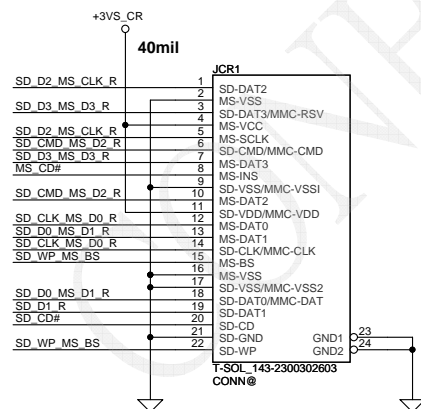 +3VS_CR
40mil
JCR1
SD_D2_MS_CLK_R 1 SD-DAT2
2 MS-VSS
SD_D3_MS_D3_R 3 SD-DAT3/MMC-RSV
4 MS-VCC
SD_D2_MS_CLK_R 5 MS-SCLK
SD_CMD_MS_D2_R 6 SD-CMD/MMC-CMD
SD_D3_MS_D3_R 7 MS-DAT3
MS_CD# 8 MS-INS
9 SD-VSS/MMC-VSSI
SD_CMD_MS_D2_R 10 MS-DAT2
11 SD-VDD/MMC-VDD
SD_CLK_MS_D0_R 12 MS-DAT0
SD_D0_MS_D1_R 13 MS-DAT1
SD_CLK_MS_D0_R 14 SD-CLK/MMC-CLK
SD_WP_MS_BS 15 MS-BS
16 MS-VSS
17 SD-VSS/MMC-VSS2
SD_D0_MS_D1_R 18 SD-DAT0/MMC-DAT
SD_D1_R 19 SD-DAT1
SD_CD# 20 SD-CD
21 SD-GND GND1 23
SD_WP_MS_BS 22 SD-WP GND2 24
T-SOL_143-2300302603
CONN@